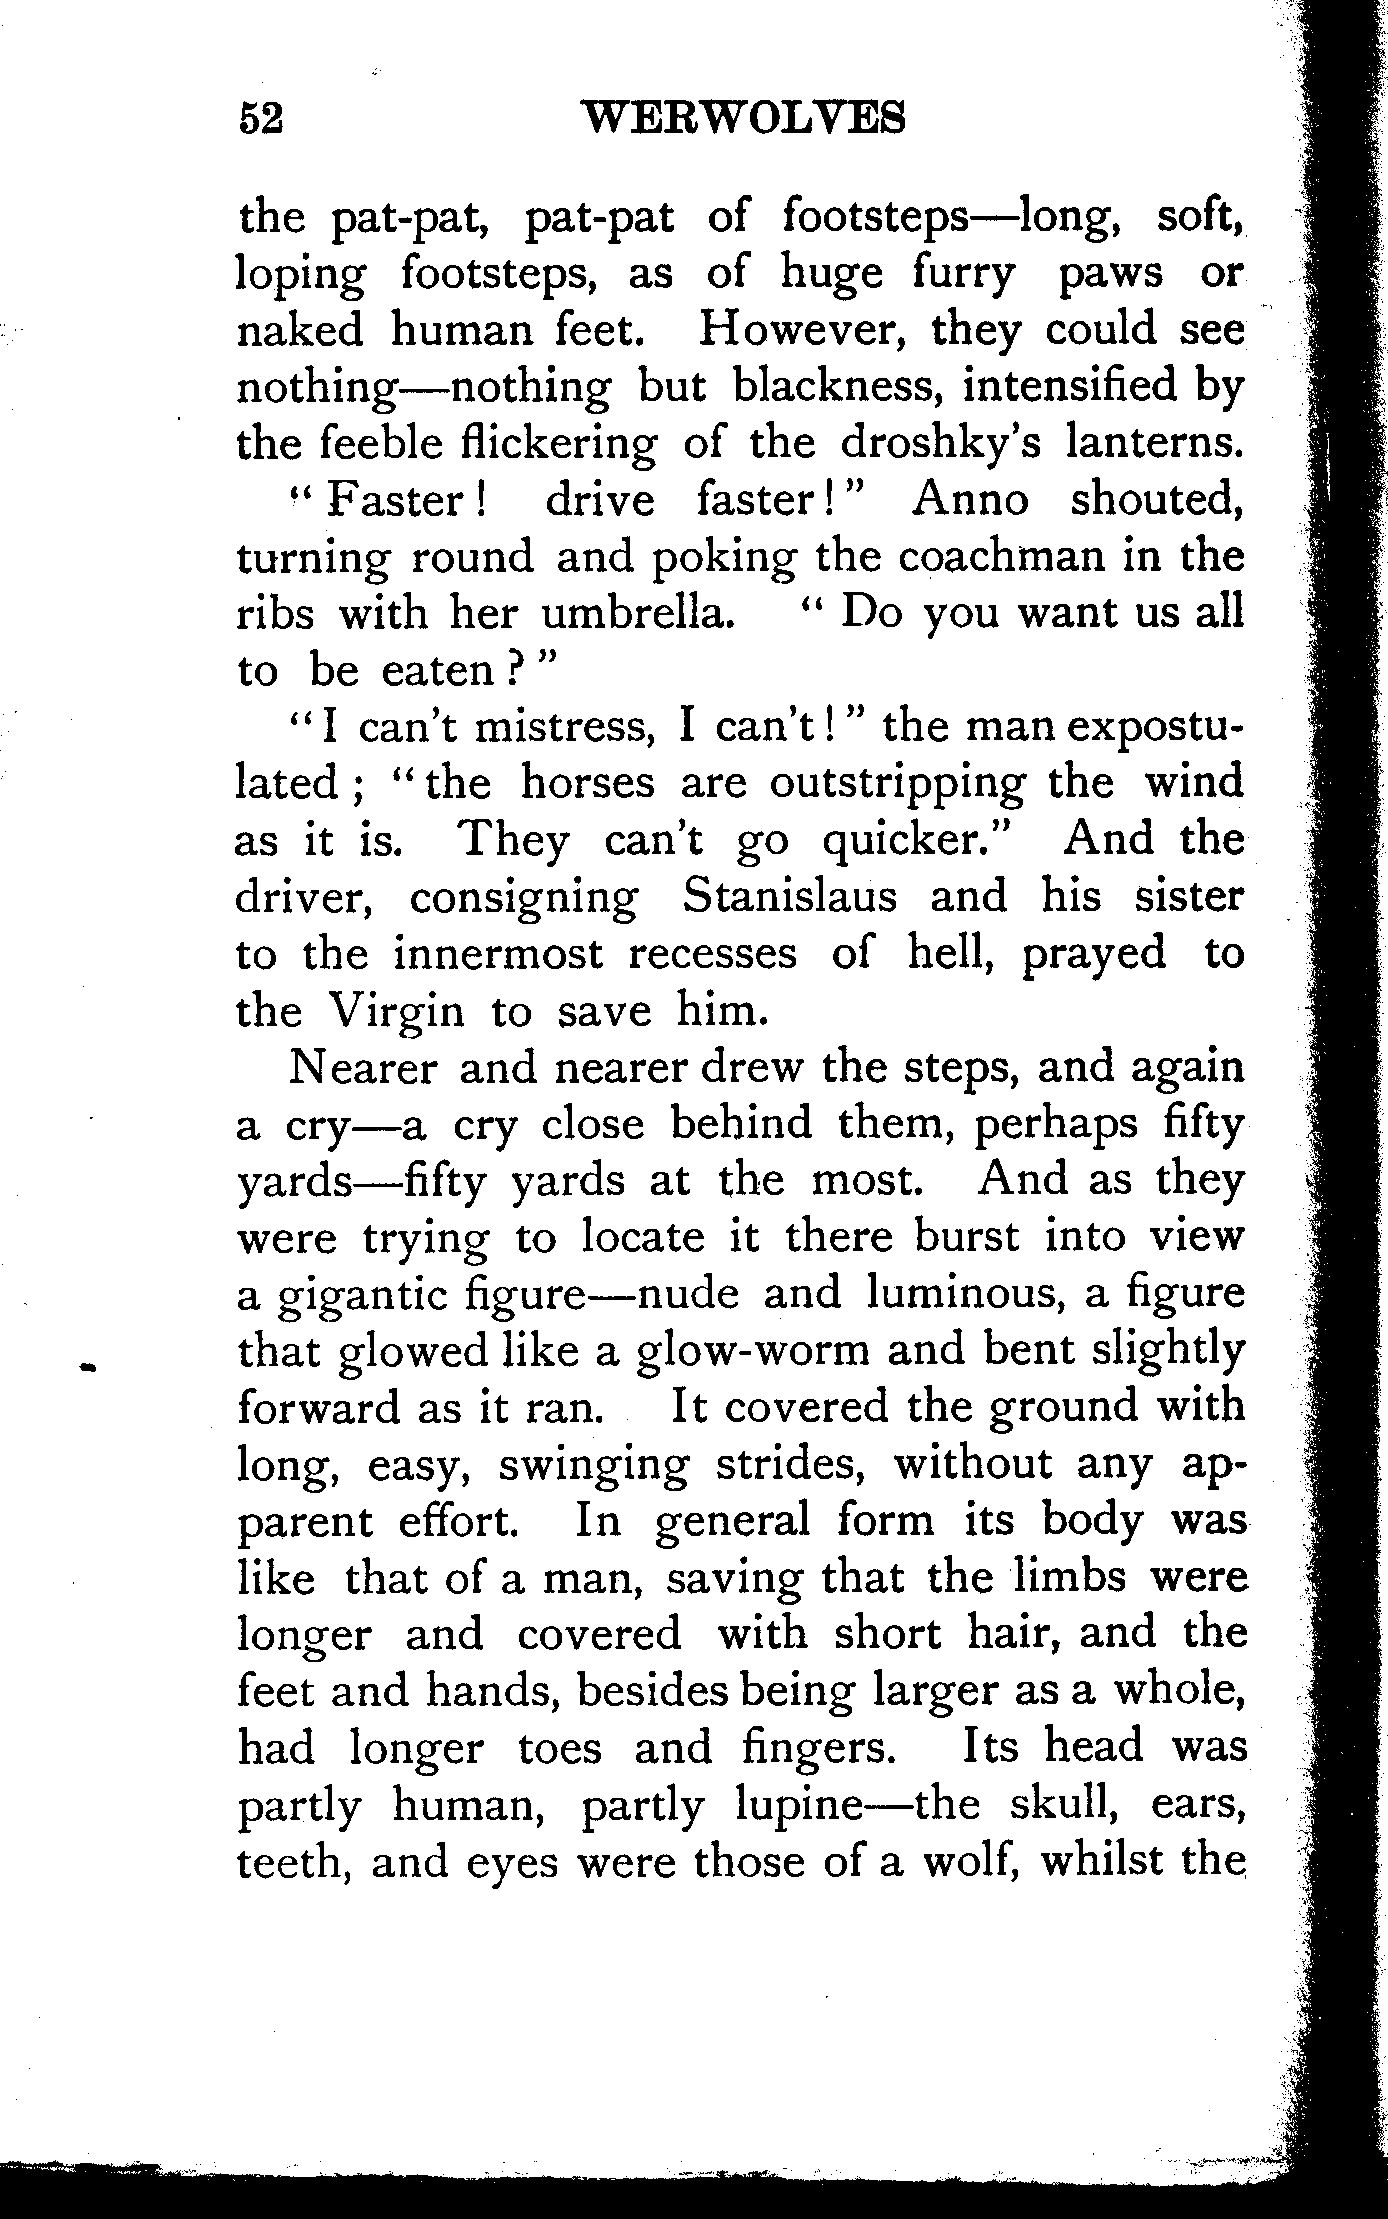 52 WERWOLVES
the pat-pat, pat-pat of footsteps—long, soft,
loping footsteps, as of huge furry paws or
naked human feet. However, they could see
nothing—nothing but blackness, intensified by
the feeble flickering of the droshky's lanterns.
"Faster! drive faster!" Anno shouted,
turning round and poking the coachman in the
ribs with her umbrella. "Do you want us all
to be eaten?"
"I can't mistress, I can't!" the man expostu-
lated; "the horses are outstripping the wind
as it is. They can't go quicker." And the
driver, consigning Stanislaus and his sister
to the innermost recesses of hell, prayed to
the Virgin to save him.
Nearer and nearer drew the steps, and again
a cry—a cry close behind them, perhaps fifty
yards—fifty yards at the most. And as they
were trying to locate it there burst into view
a gigantic figure—nude and luminous, a figure
that glowed like a glow-worm and bent slightly
forward as it ran. It covered the ground with
long, easy, swinging strides, without any ap-
parent effort. In general form its body was
like that of a man, saving that the limbs were
longer and covered with short hair, and the
feet and hands, besides being larger as a whole,
had longer toes and fingers. Its head was
partly human, partly lupine—the skull, ears,
teeth, and eyes were those of a wolf, whilst the